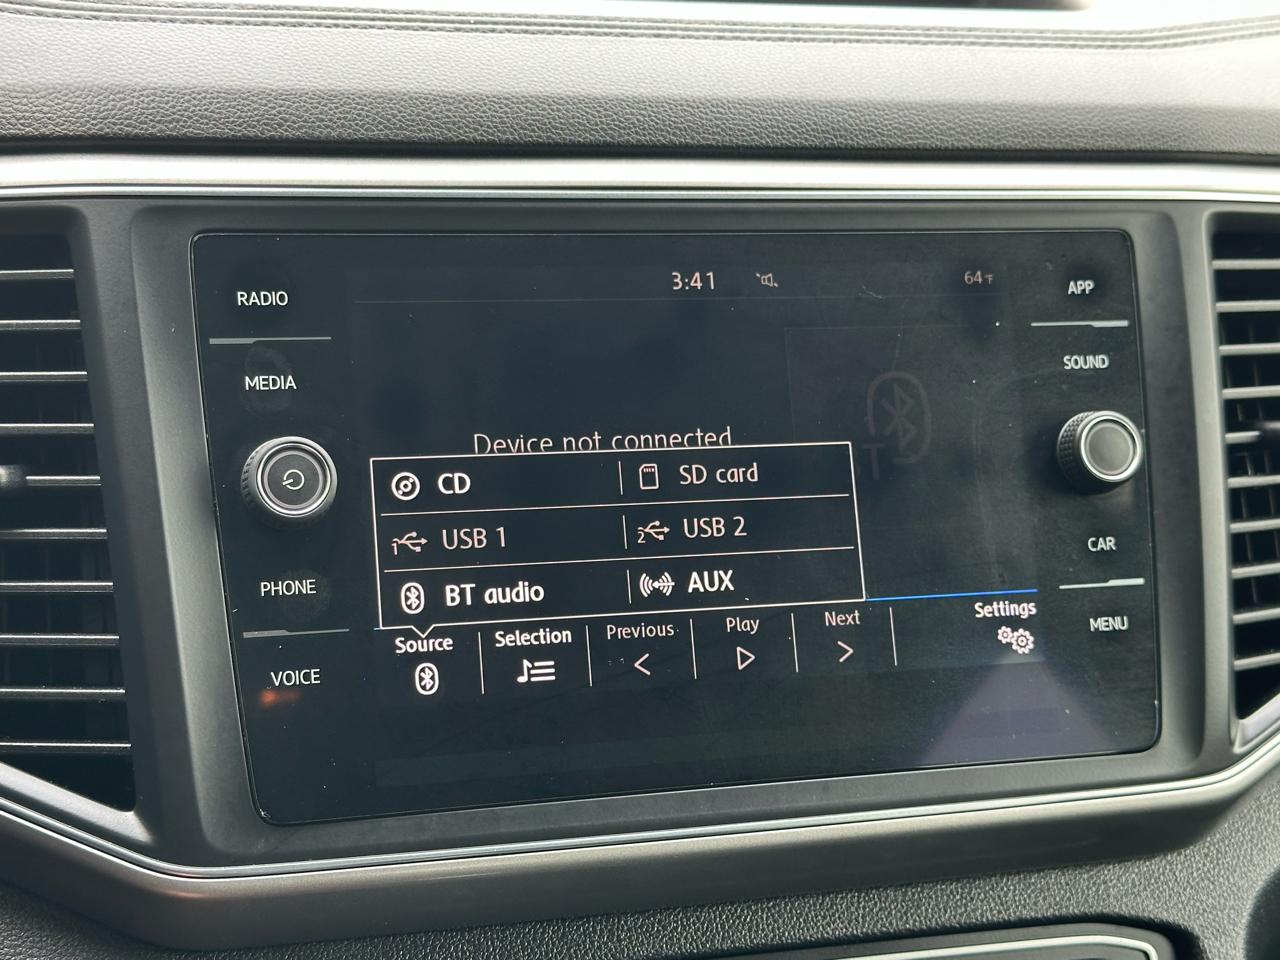 3:41
64°F
RADIO
APP
MEDIA
SOUND
Device not connected
CD
SD card
USB 1
2 USB 2
BT audio
AUX
PHONE
CAR
VOICE
MENU
Source
Selection
Previous
Play
Next
Settings